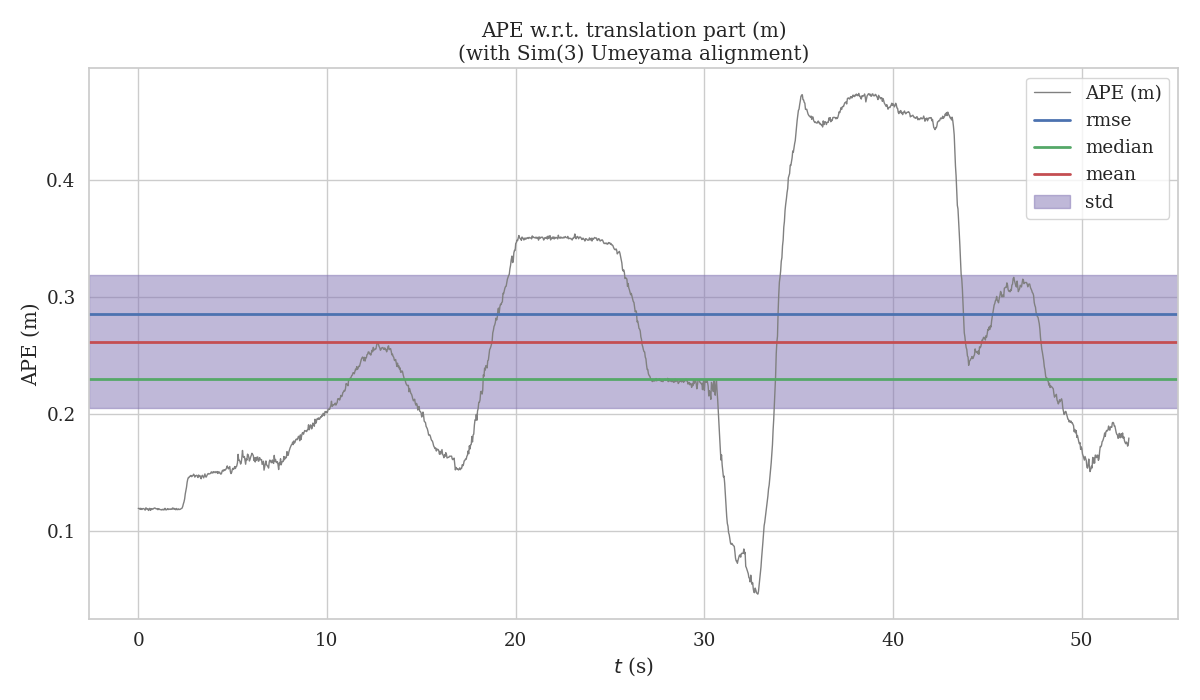 APE w.r.t. translation part (m)
(with Sim(3) Umeyama alignment)
APE (m)
rmse
median
mean
std
APE (m)
0.4
0.3
0.2
0.1
0
10
20
30
40
50
t (s)